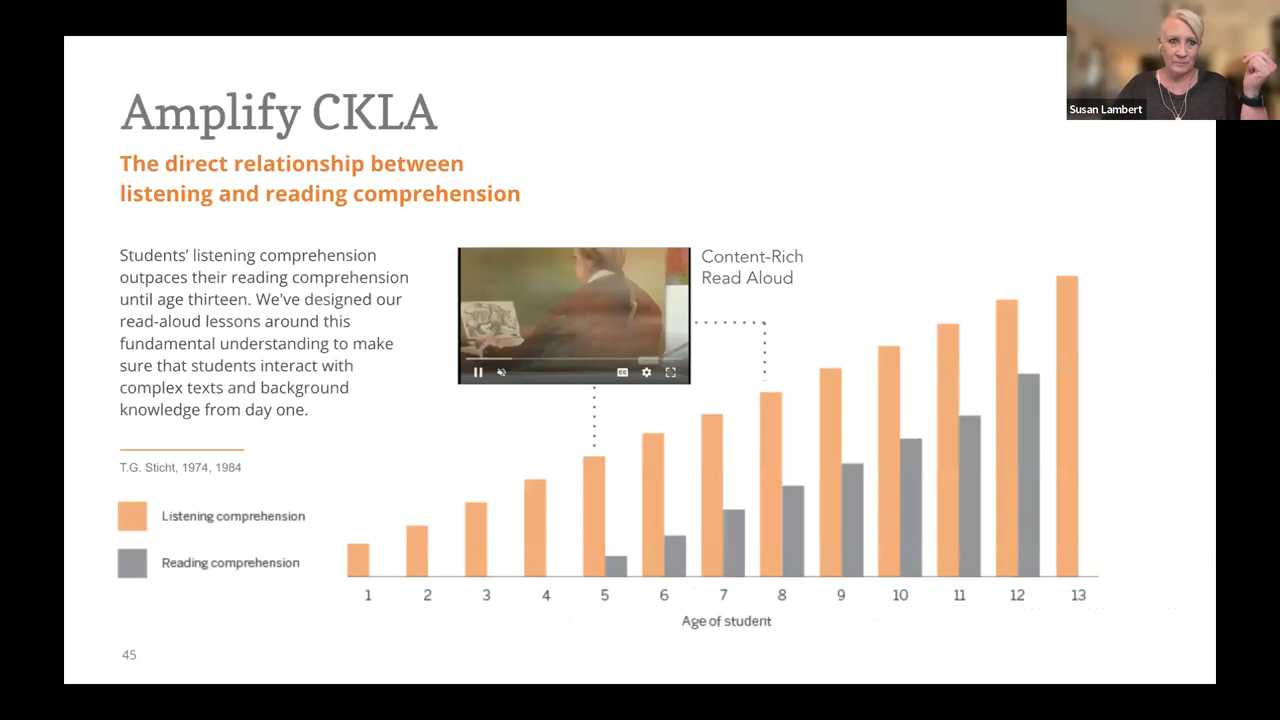 Susan Lambert
Amplify CKLA
The direct relationship between
listening and reading comprehension
Students' listening comprehension
outpaces their reading comprehension
until age thirteen. We've designed our
read-aloud lessons around this
fundamental understanding to make
sure that students interact with
complex texts and background
knowledge from day one.
T.G. Sticht, 1974, 1984
Listening comprehension
Reading comprehension
CC
Content-Rich
Read Aloud
1 2 3 4 5 6 7 8 9 10 11 12 13
Age of student
45